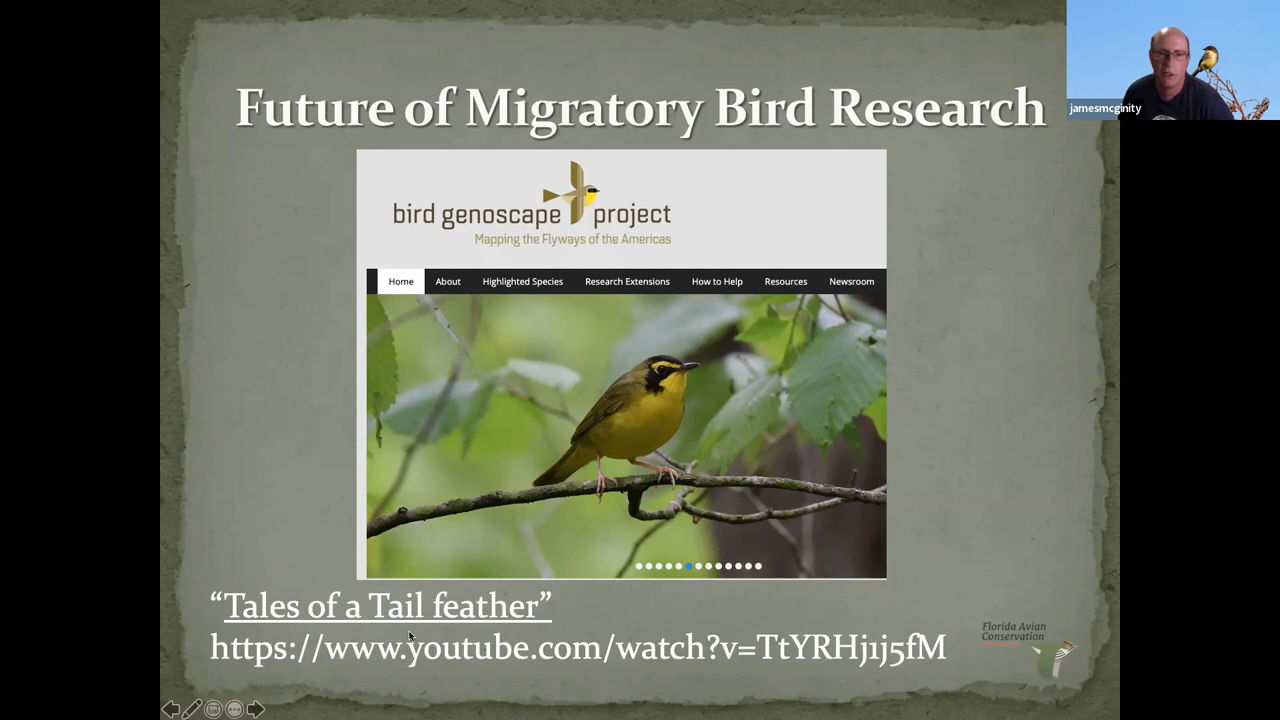 Future of Migratory Bird Research
jamesmcginity
bird genoscape project
Mapping the Flyways of the Americas
Home About Highlighted Species Research Extensions How to Help Resources Newsroom
“Tales of a Tail feather”
https://www.youtube.com/watch?v=TtYRHj1j5fM
Florida Avian
Conservation